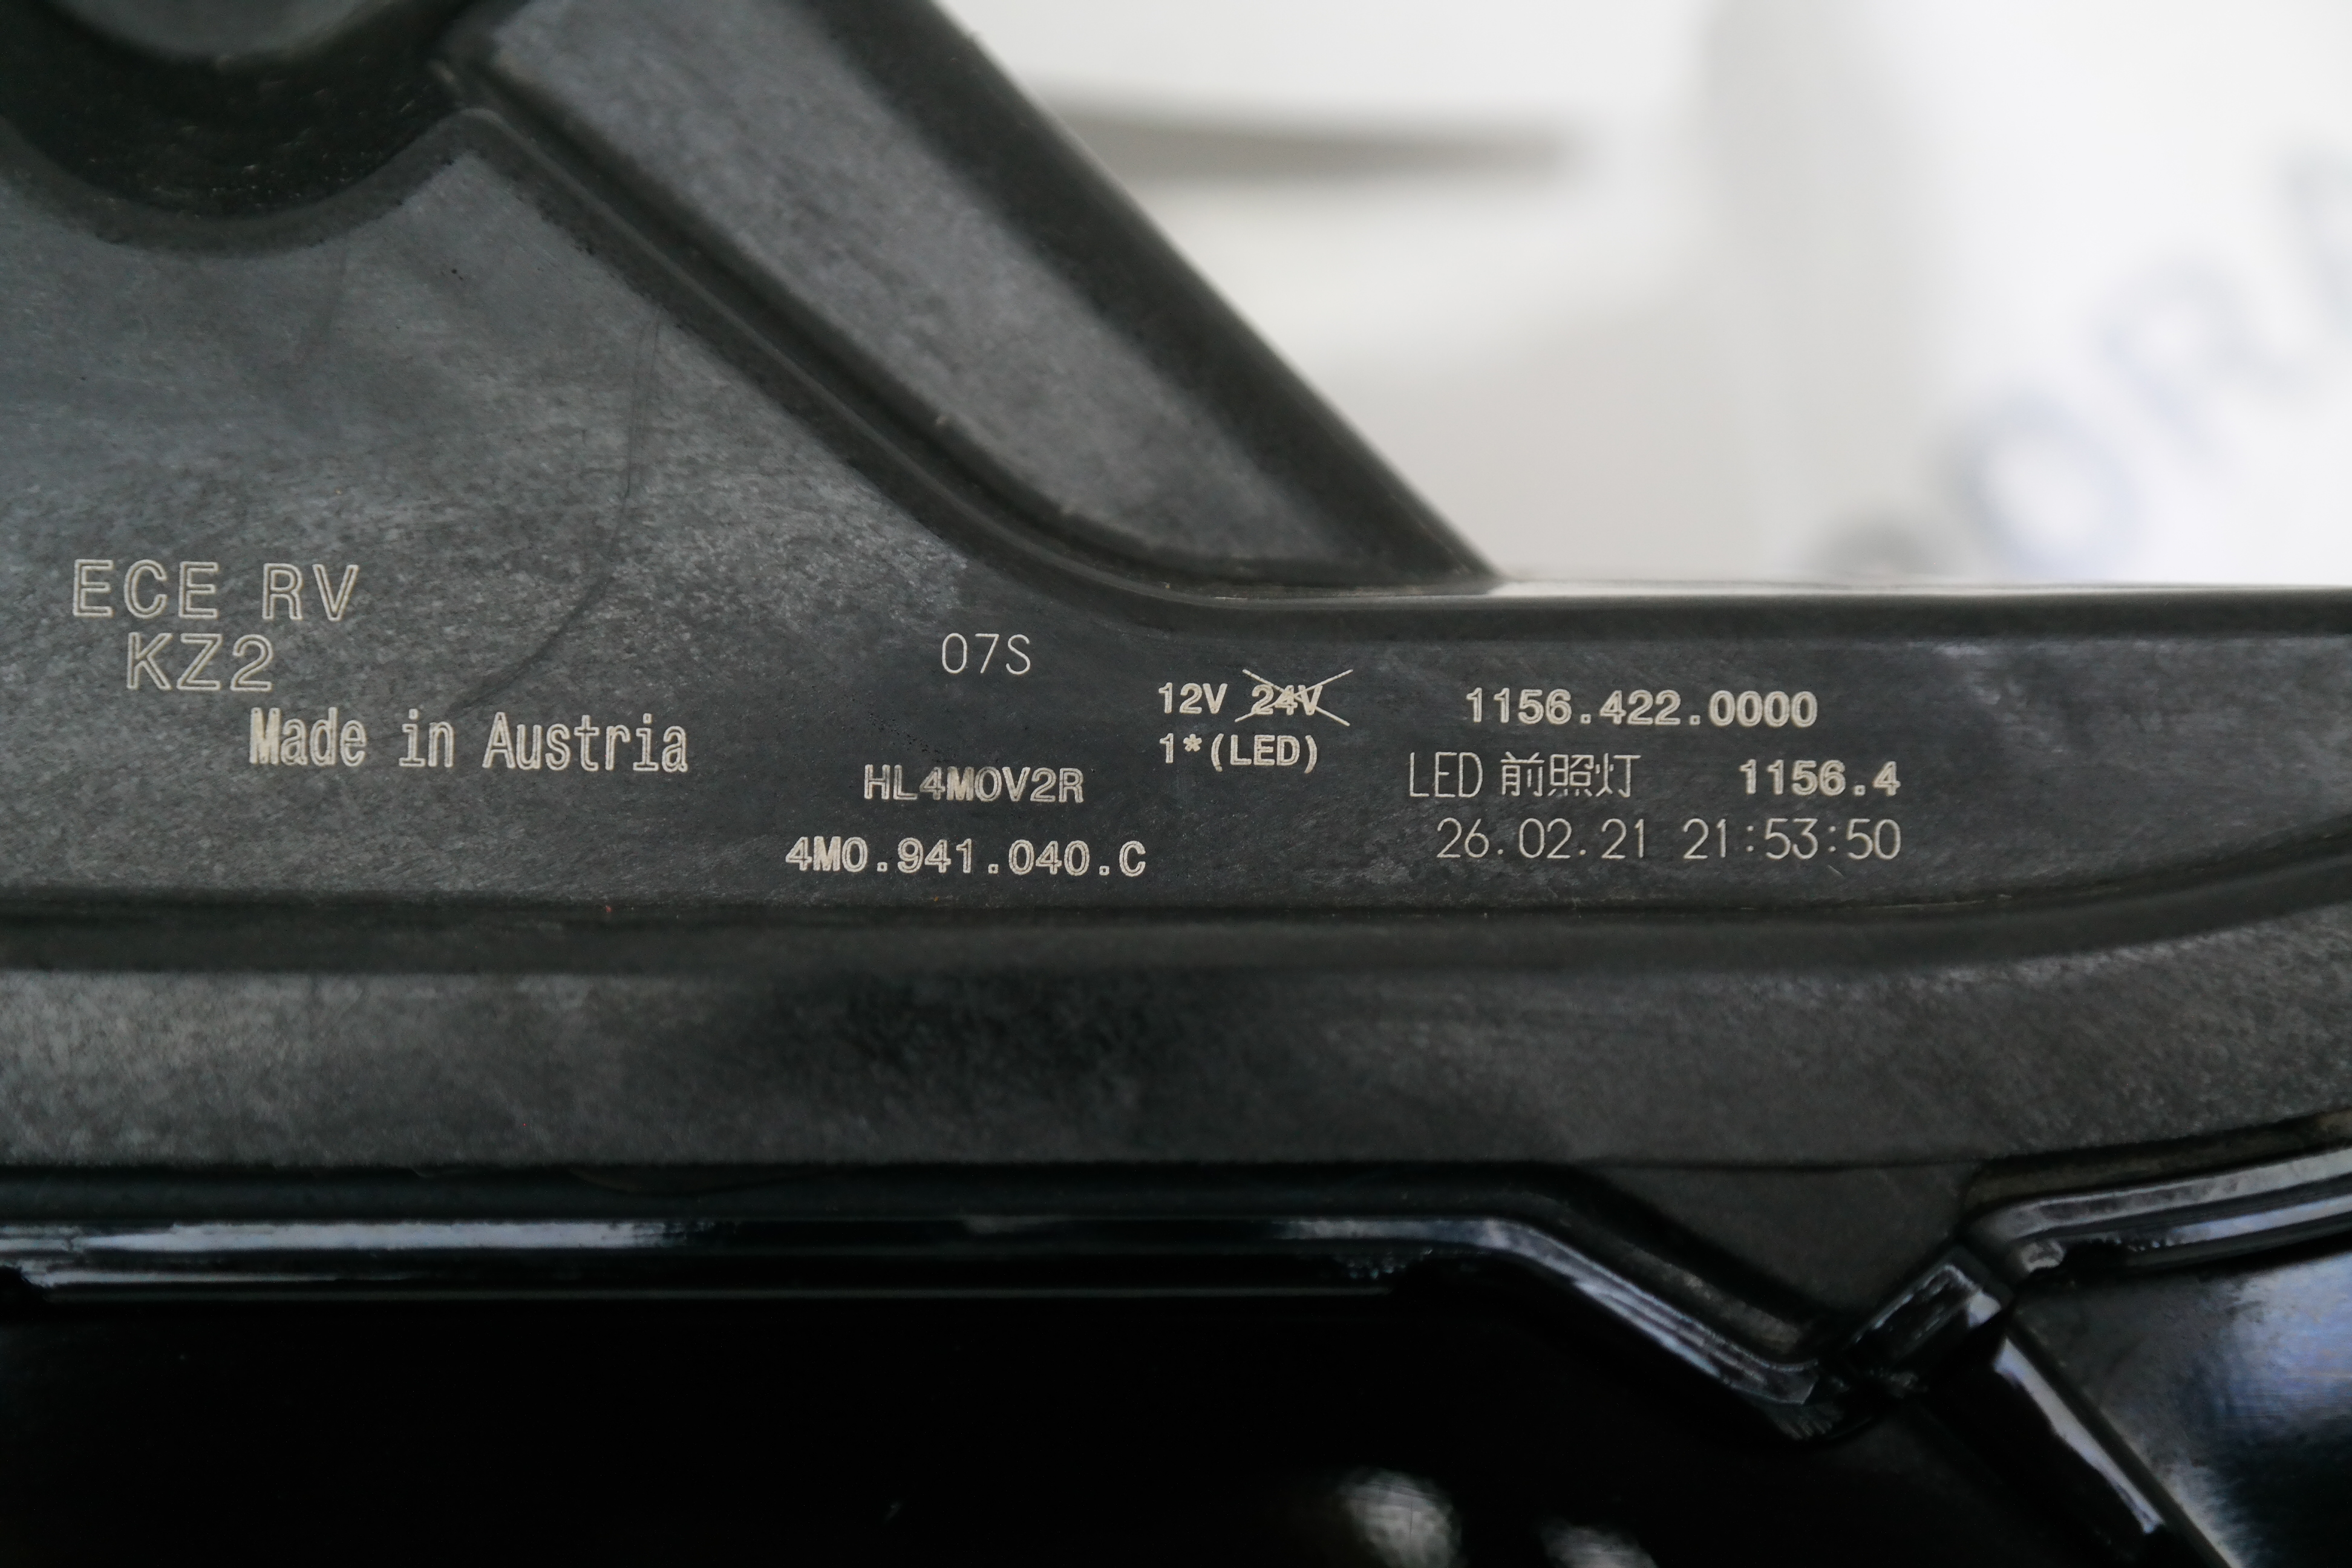 ECE RV
KZ2
Made in Austria
07S
HL4M0V2R
4M0.941.040.C
12V 24V
1*(LED)
1156.422.0000
LED 前照灯 1156.4
26.02.21 21:53:50